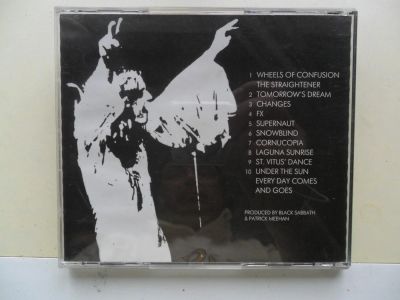 1 WHEELS OF CONFUSION
THE STRAIGHTENER
2 TOMORROW'S DREAM
3 CHANGES
4 FX
5 SUPERNAUT
6 SNOWBLIND
7 CORNUCOPIA
8 LAGUNA SUNRISE
9 ST. VITUS' DANCE
10 UNDER THE SUN
EVERY DAY COMES
AND GOES
PRODUCED BY BLACK SABBATH
& PATRICK MEEHAN